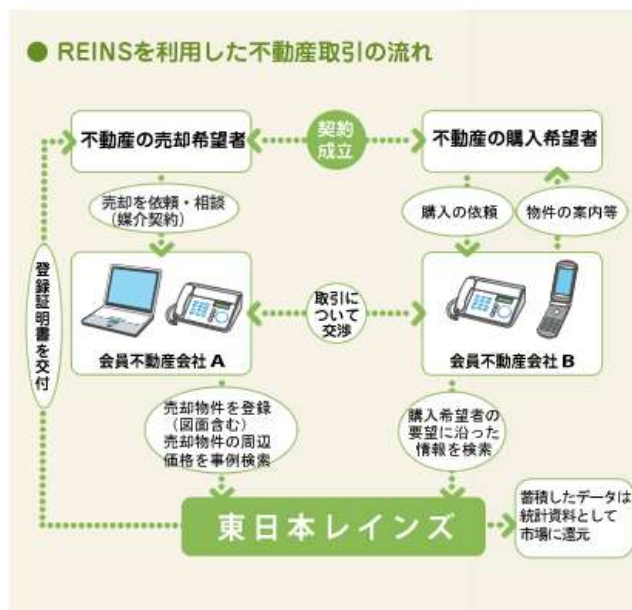 ● REINSを利用した不動産取引の流れ
不動産の売却希望者
契約
成立
不動産の購入希望者
売却を依頼・相談
（媒介契約）
購入の依頼
物件の案内等
登録証明書を交付
取引に
ついて
交渉
会員不動産会社 A
会員不動産会社 B
売却物件を登録
（図面含む）
売却物件の周辺
価格を事例検索
購入希望者の
要望に沿った
情報を検索
東日本レインズ
蓄積したデータは
統計資料として
市場に還元